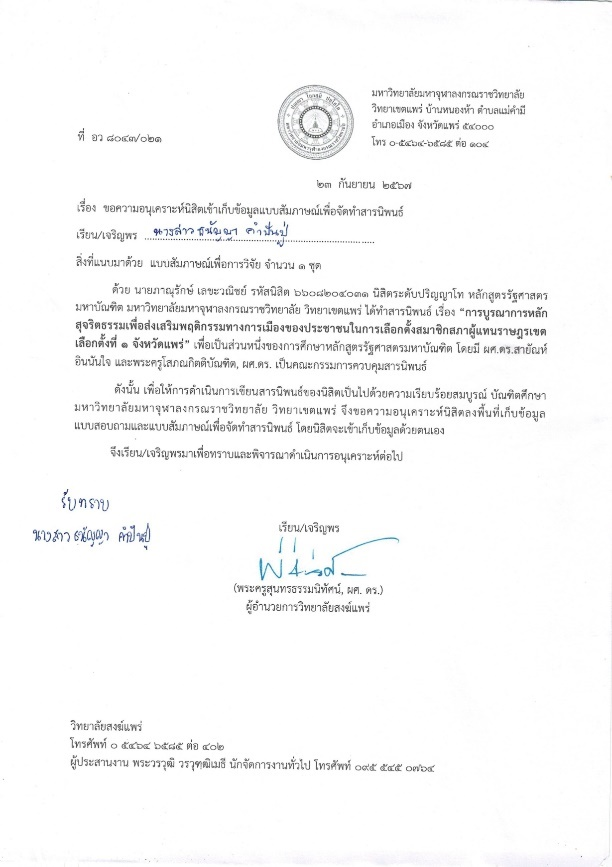 มหาวิทยาลัยมหาจุฬาลงกรณราชวิทยาลัย
วิทยาเขตแพร่ บ้านหนองห้า ตำบลแม่คำมี
อำเภอเมือง จังหวัดแพร่ ๕๔๐๐๐
โทร ๐-๕๔๖๔-๖๕๘๕ ต่อ ๑๐๔
ที่ อว ๘๐๔๓/๐๒๑
๒๓ กันยายน ๒๕๖๗
เรื่อง ขอความอนุเคราะห์นิสิตเข้าเก็บข้อมูลแบบสัมภาษณ์เพื่อจัดทำสารนิพนธ์
เรียน/เจริญพร นางสาว ธนัญญา คำปันปู่
สิ่งที่แนบมาด้วย แบบสัมภาษณ์เพื่อการวิจัย จำนวน ๑ ชุด
ด้วย นายภาณุรักษ์ เลขะวณิชย์ รหัสนิสิต ๖๖๐๘๒๐๔๐๓๑ นิสิตระดับปริญญาโท หลักสูตรรัฐศาสตร
มหาบัณฑิต มหาวิทยาลัยมหาจุฬาลงกรณราชวิทยาลัย วิทยาเขตแพร่ ได้ทำสารนิพนธ์ เรื่อง “การบูรณาการหลัก
สุจริตธรรมเพื่อส่งเสริมพฤติกรรมทางการเมืองของประชาชนในการเลือกตั้งสมาชิกสภาผู้แทนราษฎรเขต
เลือกตั้งที่ ๑ จังหวัดแพร่” เพื่อเป็นส่วนหนึ่งของการศึกษาหลักสูตรรัฐศาสตรมหาบัณฑิต โดยมี ผศ.ดร.สายัณห์
อินนันใจ และพระครูโสภณกิตติบัณฑิต, ผศ.ดร. เป็นคณะกรรมการควบคุมสารนิพนธ์
ดังนั้น เพื่อให้การดำเนินการเขียนสารนิพนธ์ของนิสิตเป็นไปด้วยความเรียบร้อยสมบูรณ์ บัณฑิตศึกษา
มหาวิทยาลัยมหาจุฬาลงกรณราชวิทยาลัย วิทยาเขตแพร่ จึงขอความอนุเคราะห์นิสิตลงพื้นที่เก็บข้อมูล
แบบสอบถามและแบบสัมภาษณ์เพื่อจัดทำสารนิพนธ์ โดยนิสิตจะเข้าเก็บข้อมูลด้วยตนเอง
จึงเรียน/เจริญพรมาเพื่อทราบและพิจารณาดำเนินการอนุเคราะห์ต่อไป
รับทราบ
นางสาว ธนัญญา คำปันปู่
เรียน/เจริญพร
(พระครูสุนทรธรรมนิทัศน์, ผศ. ดร.)
ผู้อำนวยการวิทยาลัยสงฆ์แพร่
วิทยาลัยสงฆ์แพร่
โทรศัพท์ ๐ ๕๔๖๔ ๖๕๘๕ ต่อ ๔๐๒
ผู้ประสานงาน พระวรวุฒิ วรวุฑฺฒิเมธี นักจัดการงานทั่วไป โทรศัพท์ ๐๙๕ ๕๔๕ ๐๗๖๔